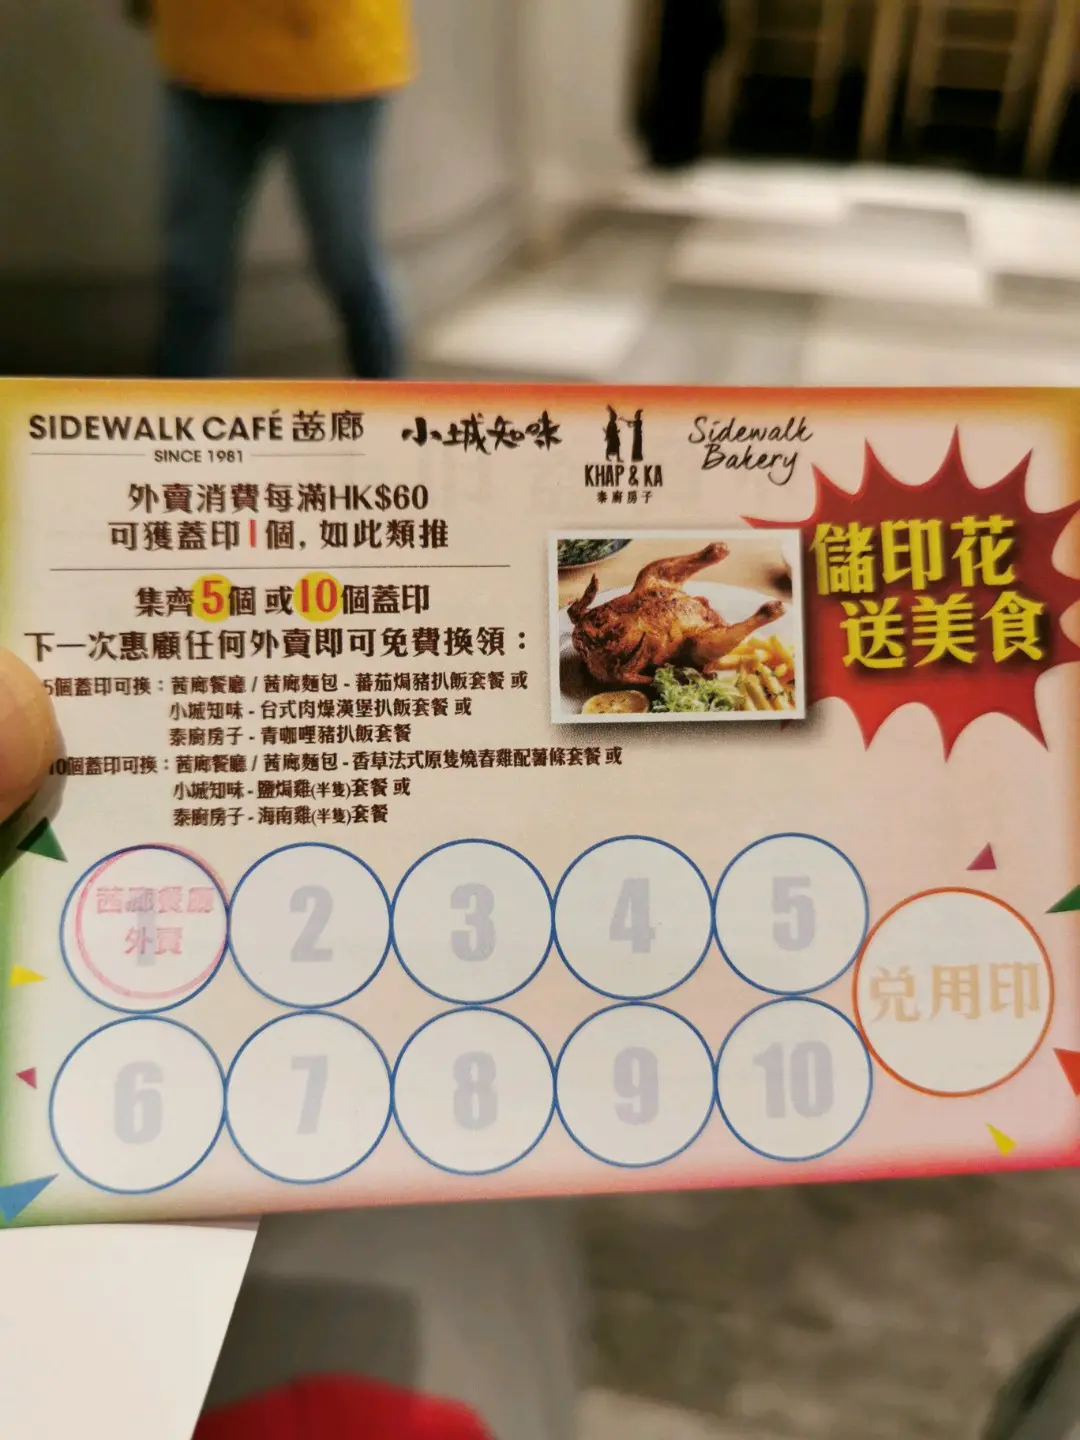 SIDEWALK CAFÉ 茜廊
SINCE 1981
小城知味
KHAP & KA
泰廚房子
Sidewalk
Bakery
外賣消費每滿HK$60
可獲蓋印1個, 如此類推
集齊5個 或10個蓋印
下一次惠顧任何外賣即可免費換領：
5個蓋印可換：茜廊餐廳 / 茜廊麵包 - 蕃茄焗豬扒飯套餐 或
小城知味 - 台式肉燥漢堡扒飯套餐 或
泰廚房子 - 青咖喱豬扒飯套餐
10個蓋印可換：茜廊餐廳 / 茜廊麵包 - 香草法式原隻燒舂雞配薯條套餐 或
小城知味 - 鹽焗雞(半隻)套餐 或
泰廚房子 - 海南雞(半隻)套餐
儲印花
送美食
1
茜廊餐廳
外賣
2
3
4
5
6
7
8
9
10
兌用印